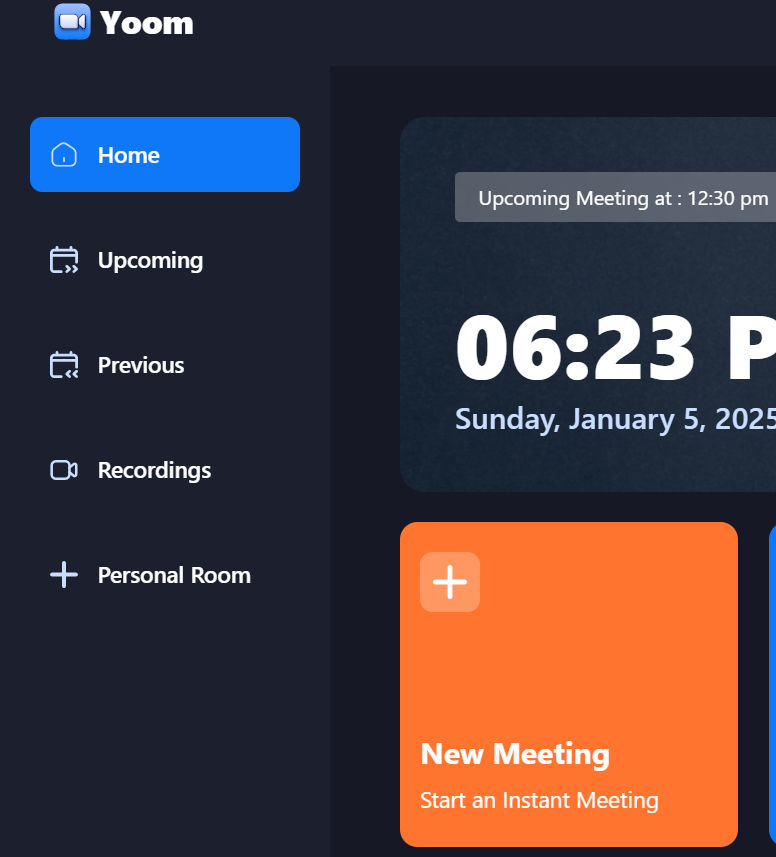 Yoom
Home
Upcoming
Previous
Recordings
Personal Room
Upcoming Meeting at : 12:30 pm
06:23 P
Sunday, January 5, 2025
New Meeting
Start an Instant Meeting